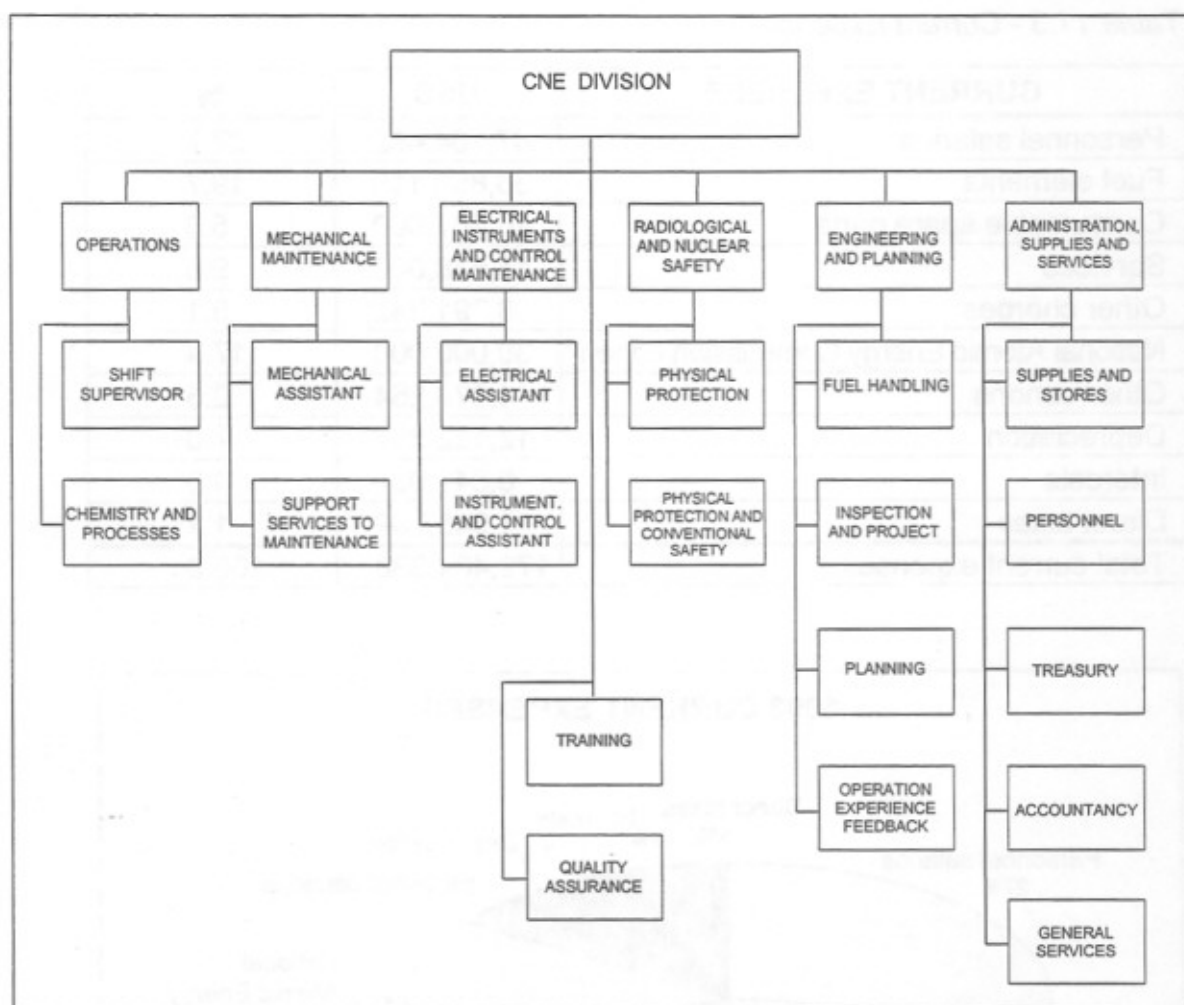 CNE DIVISION
OPERATIONS
MECHANICAL
MAINTENANCE
ELECTRICAL,
INSTRUMENTS
AND CONTROL
MAINTENANCE
RADIOLOGICAL
AND NUCLEAR
SAFETY
ENGINEERING
AND PLANNING
ADMINISTRATION,
SUPPLIES AND
SERVICES
SHIFT
SUPERVISOR
MECHANICAL
ASSISTANT
ELECTRICAL
ASSISTANT
PHYSICAL
PROTECTION
FUEL HANDLING
SUPPLIES AND
STORES
CHEMISTRY AND
PROCESSES
SUPPORT
SERVICES TO
MAINTENANCE
INSTRUMENT.
AND CONTROL
ASSISTANT
PHYSICAL
PROTECTION AND
CONVENTIONAL
SAFETY
INSPECTION
AND PROJECT
PERSONNEL
PLANNING
TREASURY
TRAINING
OPERATION
EXPERIENCE
FEEDBACK
ACCOUNTANCY
QUALITY
ASSURANCE
GENERAL
SERVICES